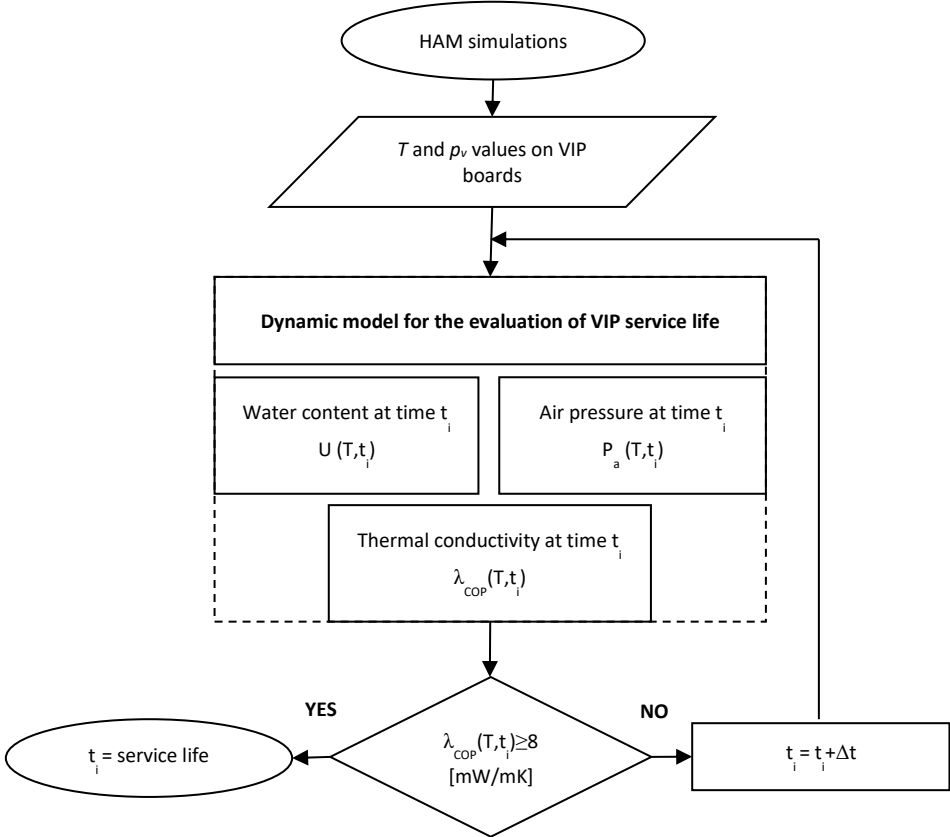 HAM simulations
T and pv values on VIP
boards
Dynamic model for the evaluation of VIP service life
Water content at time ti
U (T,ti)
Air pressure at time ti
Pa (T,ti)
Thermal conductivity at time ti
λCOP(T,ti)
YES
NO
λCOP(T,ti)≥8
[mW/mK]
ti = service life
ti = ti+Δt